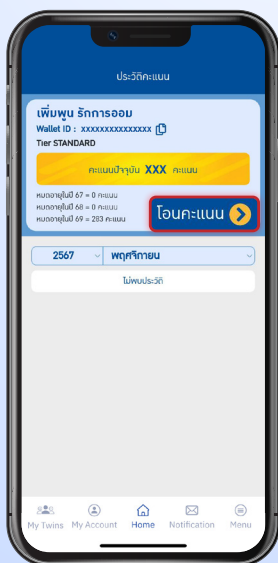 ประวัติคะแนน
เพิ่มพูน รักการออม
Wallet ID : xxxxxxxxxxxxxxx
Tier STANDARD
คะแนนปัจจุบัน XXX คะแนน
หมดอายุในปี 67 = 0 คะแนน
หมดอายุในปี 68 = 0 คะแนน
หมดอายุในปี 69 = 283 คะแนน
โอนคะแนน
2567 พฤศจิกายน
ไม่พบประวัติ
My Twins My Account Home Notification Menu